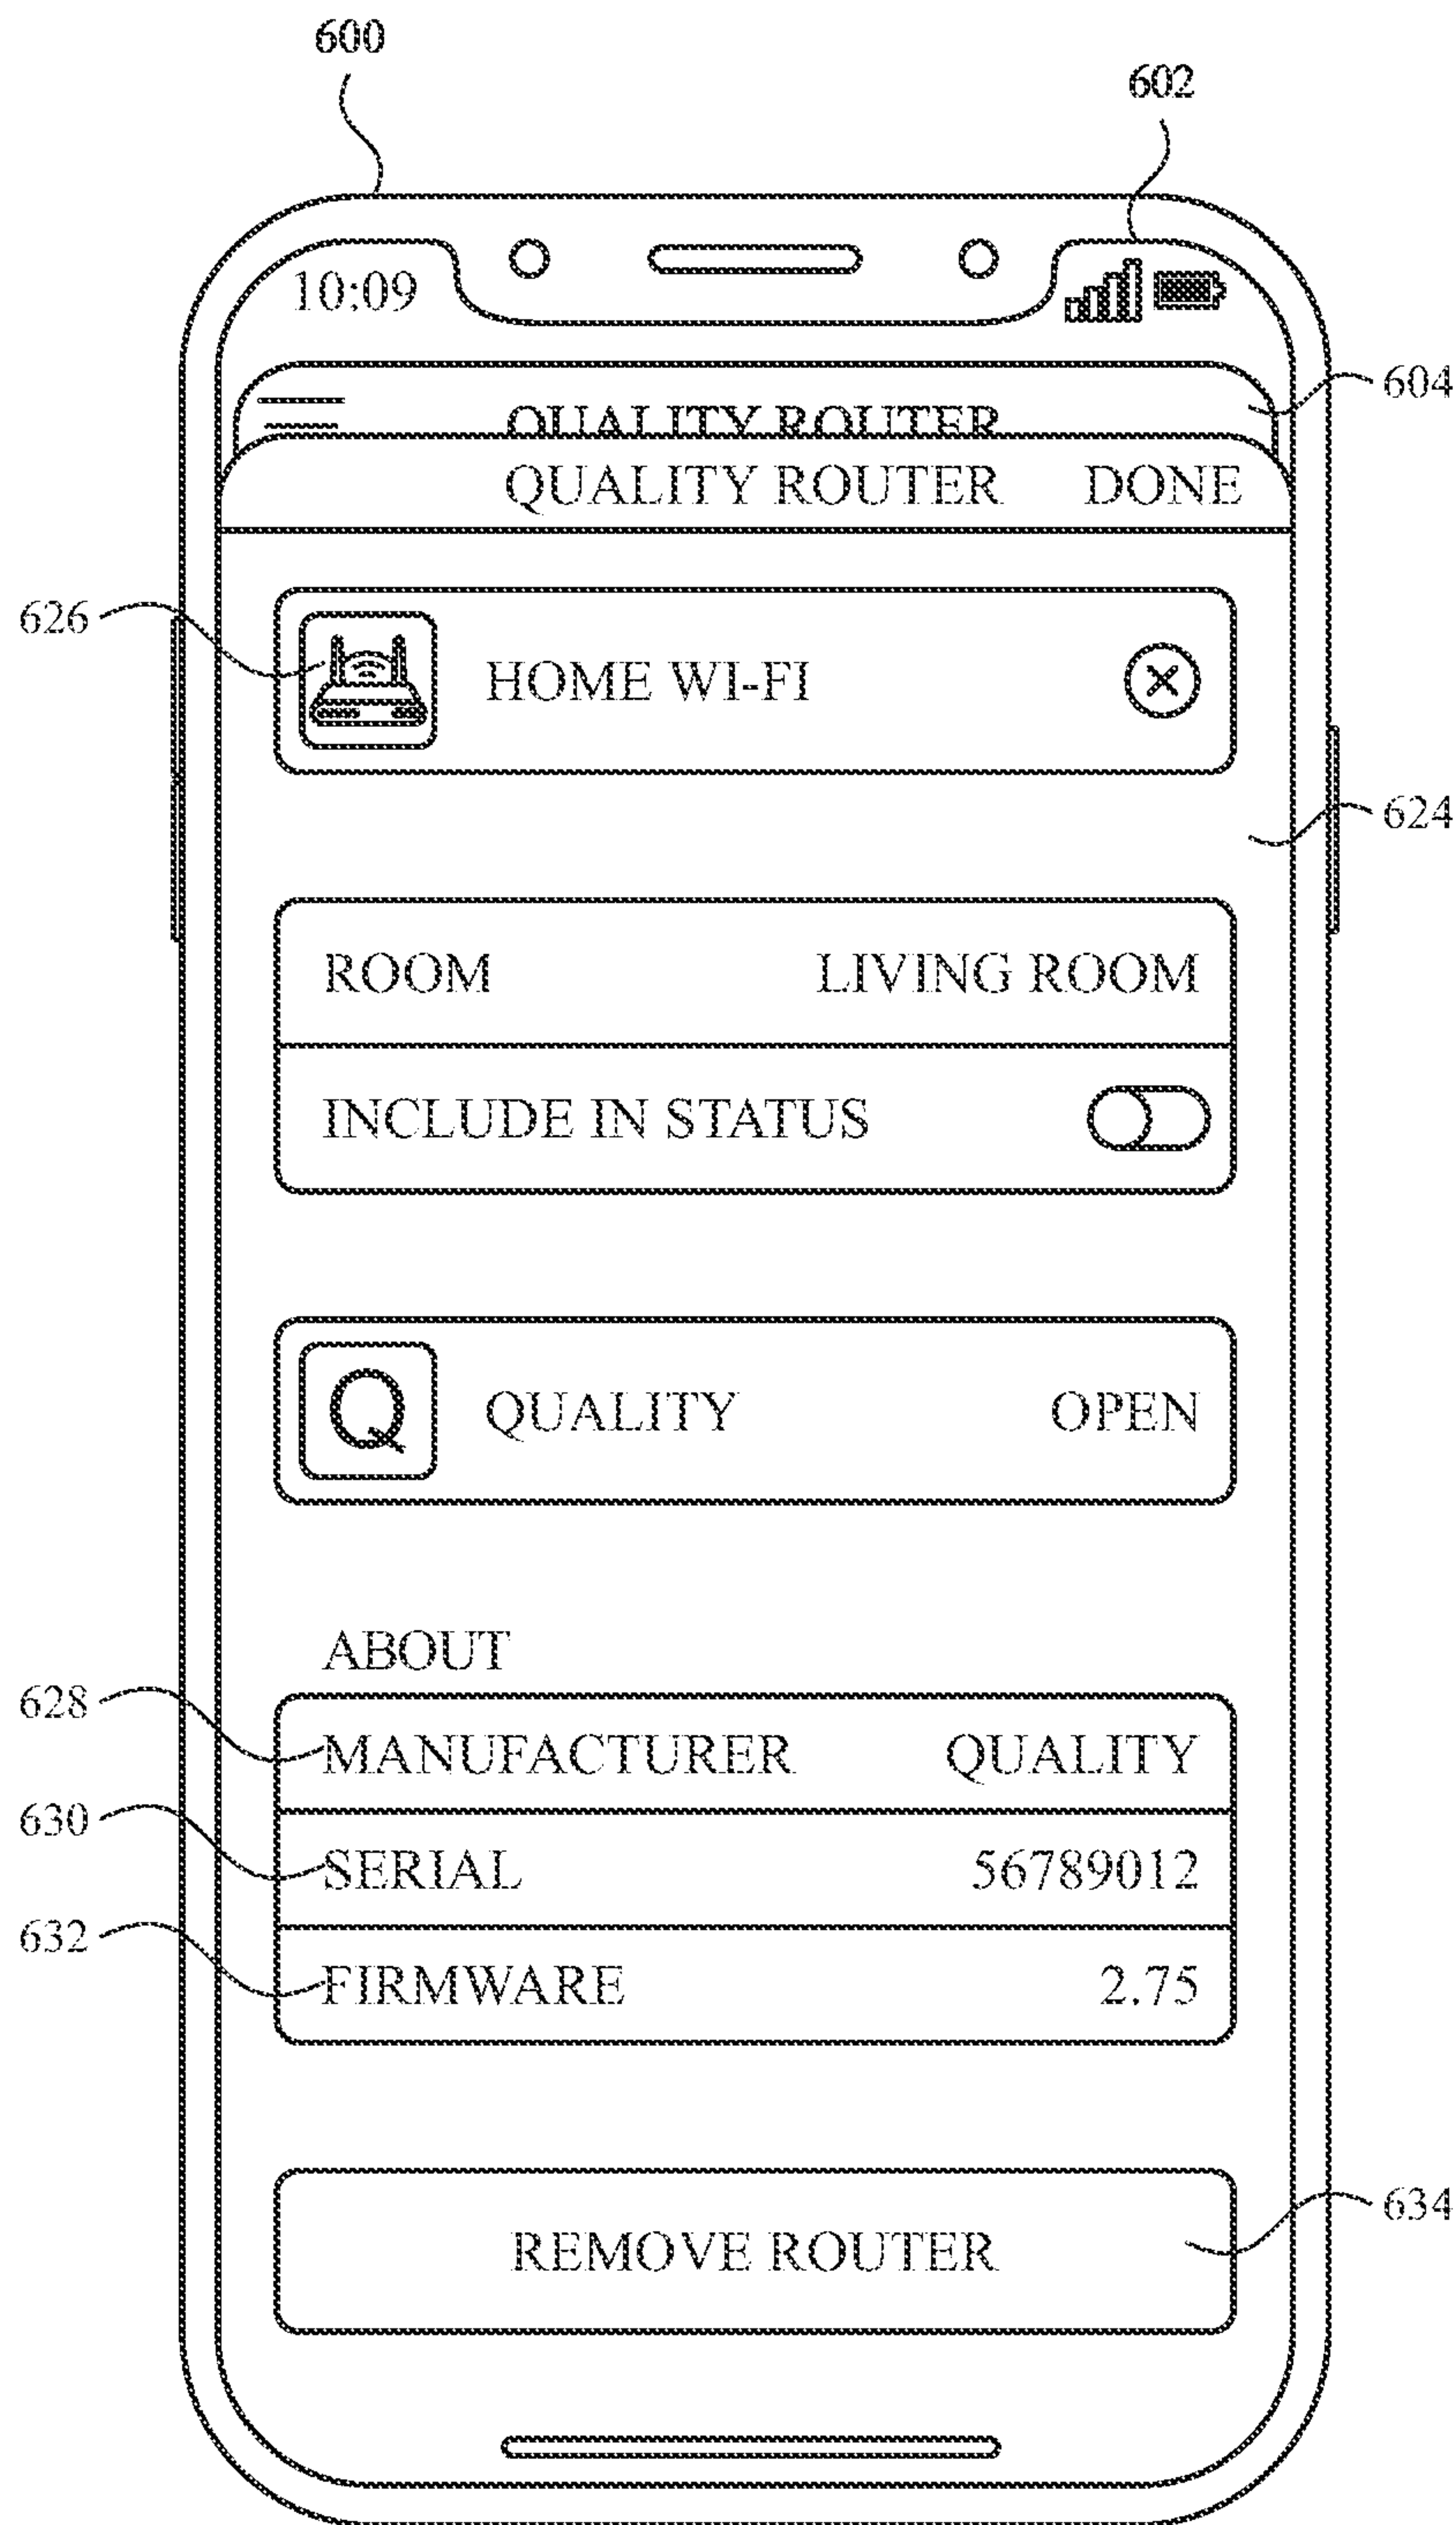 600
602
10:09
604
QUALITY ROUTER
QUALITY ROUTER DONE
626
HOME WI-FI
624
ROOM LIVING ROOM
INCLUDE IN STATUS
Q QUALITY OPEN
ABOUT
628 MANUFACTURER QUALITY
630 SERIAL 56789012
632 FIRMWARE 2.75
634
REMOVE ROUTER